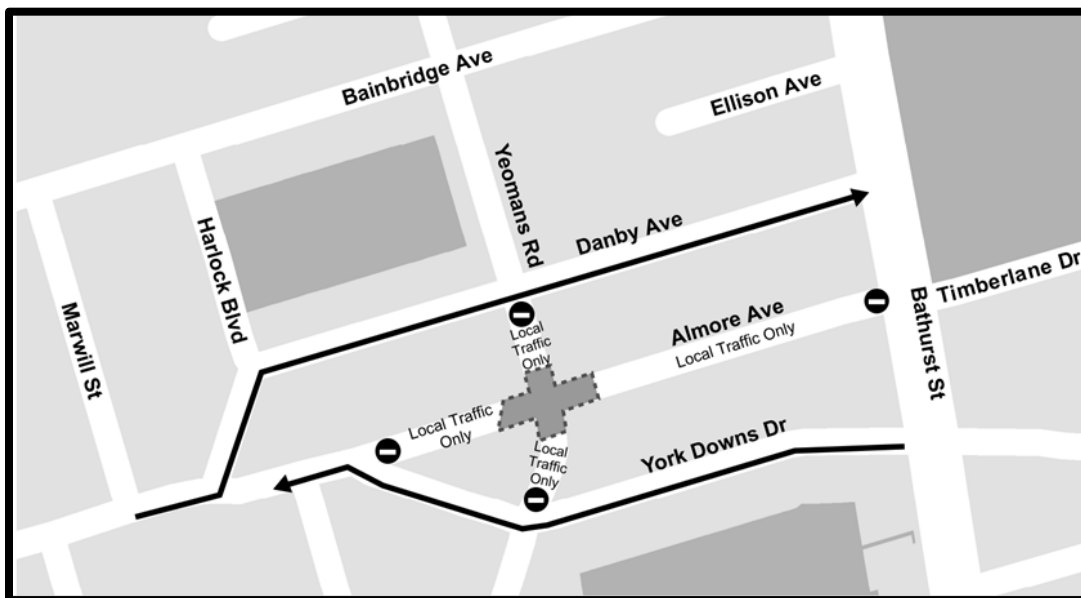 Bainbridge Ave
Ellison Ave
Yeomans Rd
Harlock Blvd
Danby Ave
Marwill St
Timberlane Dr
Bathurst St
Almore Ave
Local Traffic Only
Local
Traffic
Only
Local Traffic
Only
York Downs Dr
Local
Traffic
Only